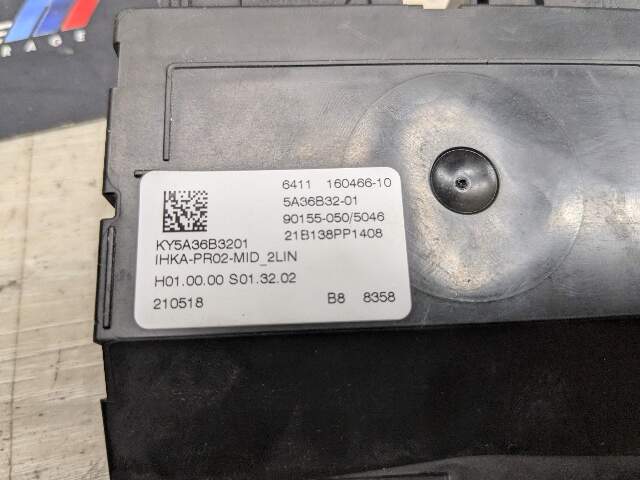 RAGE
6411 160466-10
5A36B32-01
90155-050/5046
21B138PP1408
KY5A36B3201
IHKA-PR02-MID_2LIN
H01.00.00 S01.32.02
210518 B8 8358